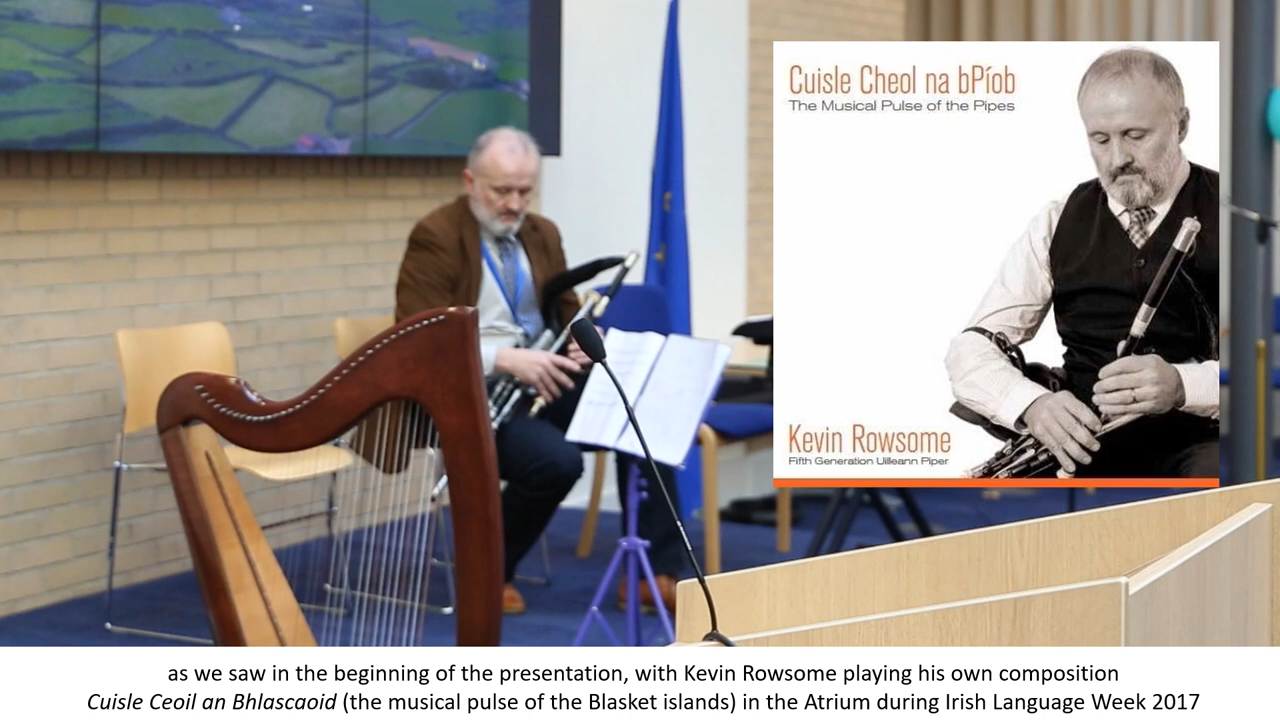 Cuisle Cheol na bPíob
The Musical Pulse of the Pipes
Kevin Rowsome
Fifth Generation Uilleann Piper
as we saw in the beginning of the presentation, with Kevin Rowsome playing his own composition
Cuisle Ceoil an Bhlascaoid (the musical pulse of the Blasket islands) in the Atrium during Irish Language Week 2017